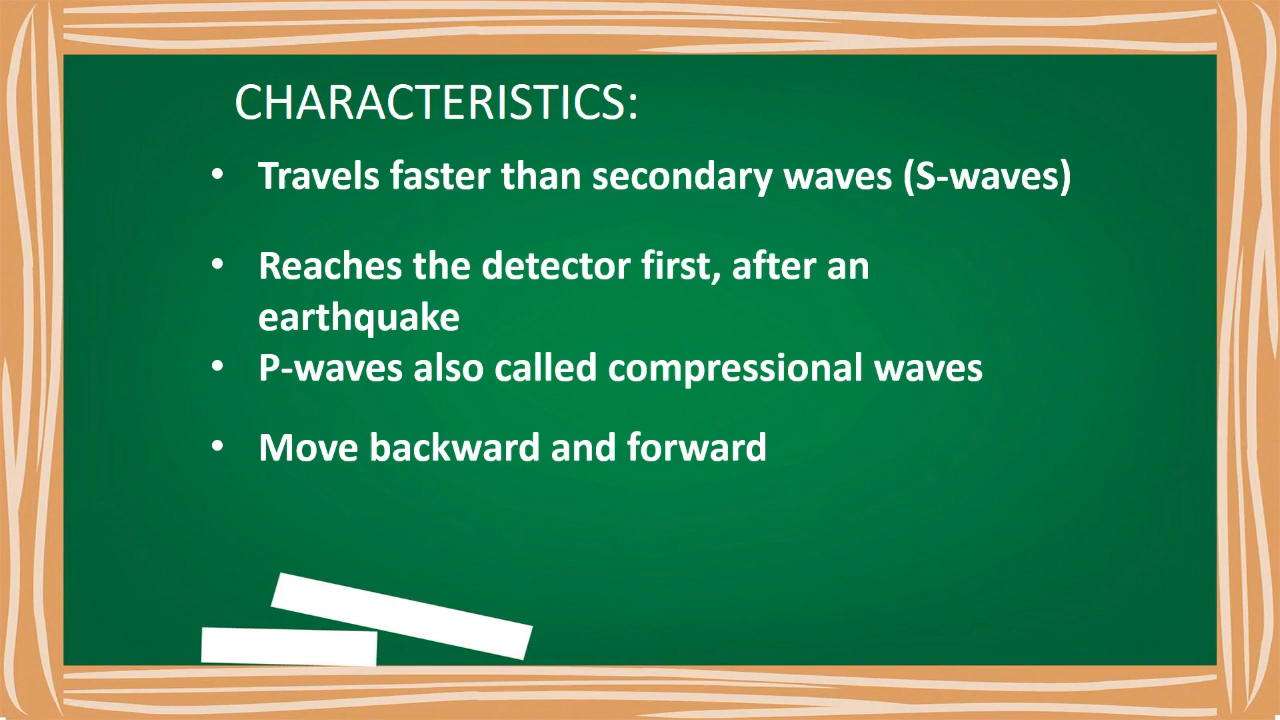 CHARACTERISTICS:
• Travels faster than secondary waves (S-waves)
• Reaches the detector first, after an
earthquake
• P-waves also called compressional waves
• Move backward and forward